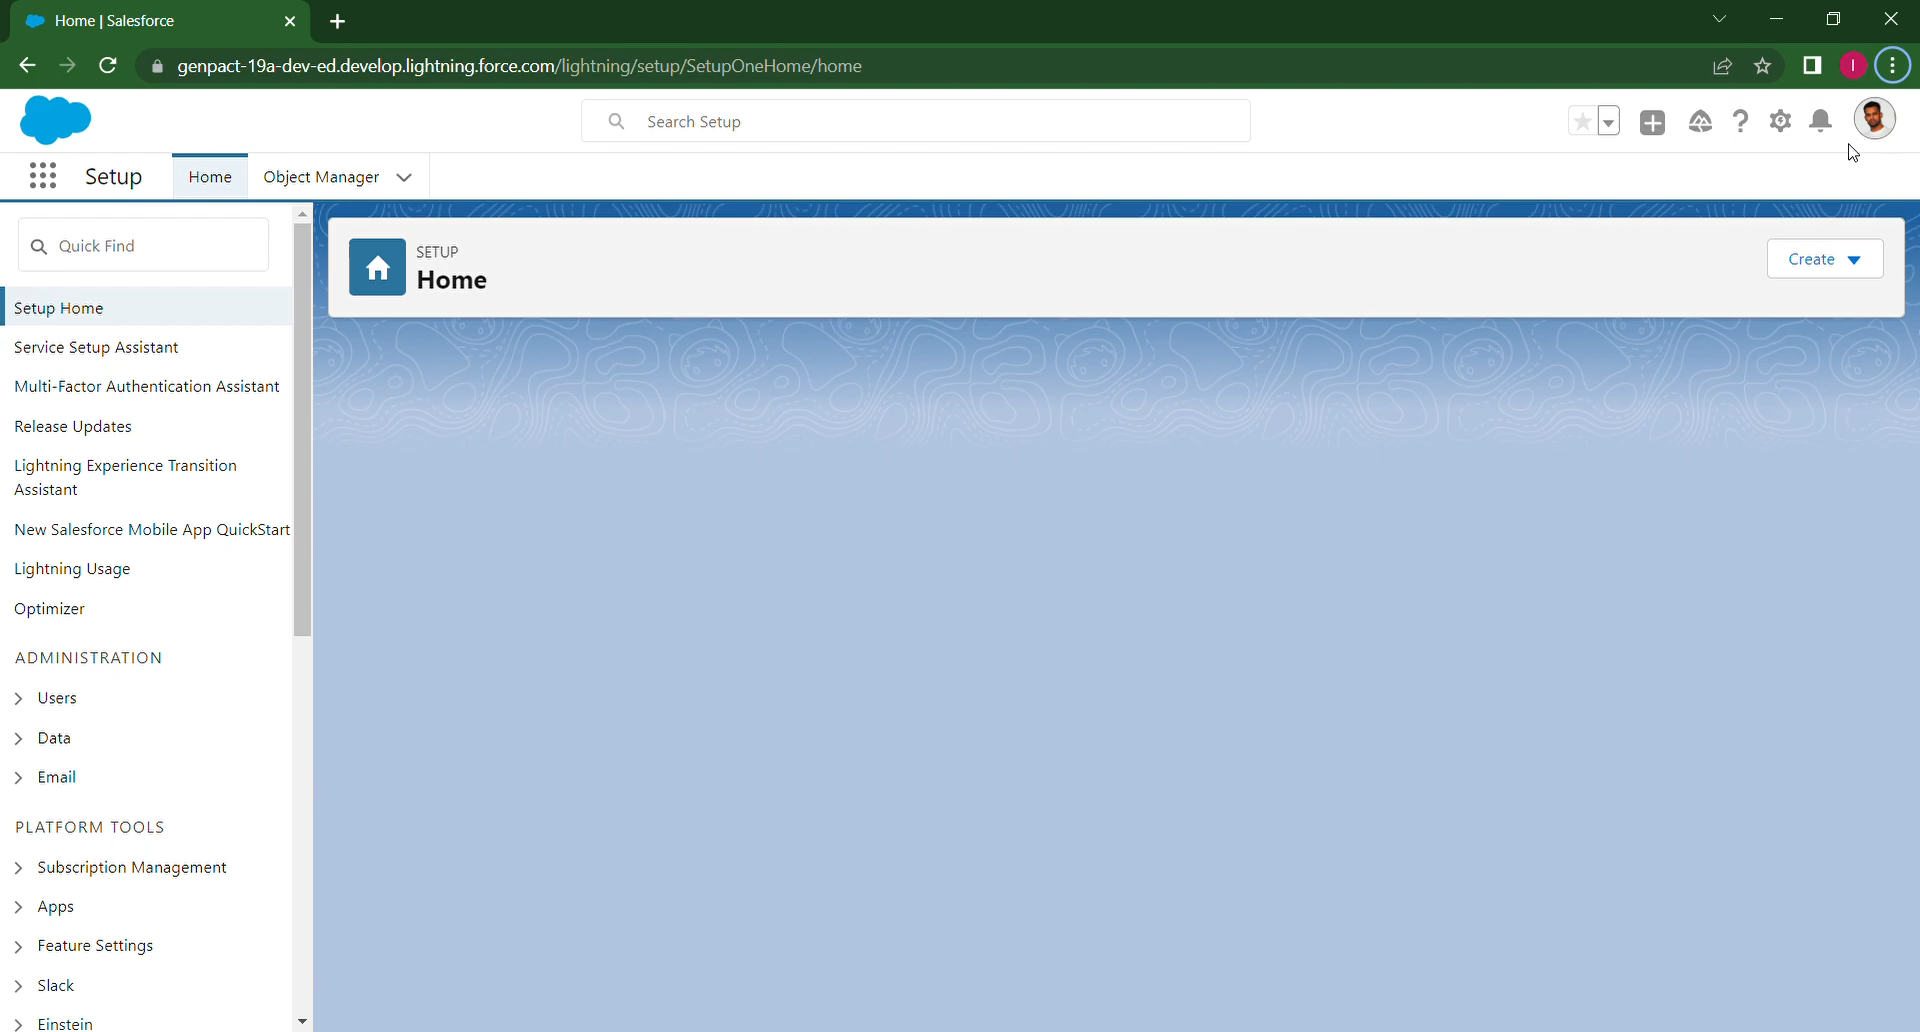 Home | Salesforce
genpact-19a-dev-ed.develop.lightning.force.com/lightning/setup/SetupOneHome/home
I
Search Setup
Setup
Home
Object Manager
Quick Find
SETUP
Home
Create
Setup Home
Service Setup Assistant
Multi-Factor Authentication Assistant
Release Updates
Lightning Experience Transition
Assistant
New Salesforce Mobile App QuickStart
Lightning Usage
Optimizer
ADMINISTRATION
Users
Data
Email
PLATFORM TOOLS
Subscription Management
Apps
Feature Settings
Slack
Einstein